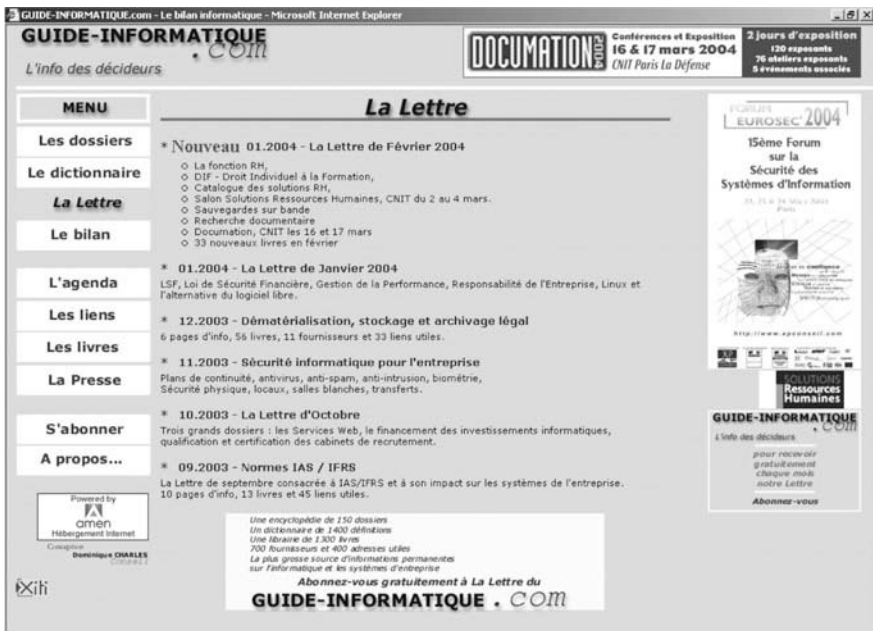 GUIDE-INFORMATIQUE.com - Le bilan informatique - Microsoft Internet Explorer
GUIDE-INFORMATIQUE
.com
L'info des décideurs
DOCUMATION 2004
Conférences et Exposition
16 & 17 mars 2004
CNIT Paris La Défense
2 jours d'exposition
120 exposants
76 ateliers exposants
5 événements associés
MENU
Les dossiers
Le dictionnaire
La Lettre
Le bilan
L'agenda
Les liens
Les livres
La Presse
S'abonner
A propos...
Powered by
amen
Hébergement Internet
Conception
Dominique CHARLES
Conseil
Xiti
La Lettre
* Nouveau 01.2004 - La Lettre de Février 2004
La fonction RH,
DIF - Droit Individuel à la Formation,
Catalogue des solutions RH,
Salon Solutions Ressources Humaines, CNIT du 2 au 4 mars.
Sauvegardes sur bande
Recherche documentaire
Documation, CNIT les 16 et 17 mars
33 nouveaux livres en février
* 01.2004 - La Lettre de Janvier 2004
LSF, Loi de Sécurité Financière, Gestion de la Performance, Responsabilité de l'Entreprise, Linux et
l'alternative du logiciel libre.
* 12.2003 - Dématérialisation, stockage et archivage légal
6 pages d'info, 56 livres, 11 fournisseurs et 33 liens utiles.
* 11.2003 - Sécurité informatique pour l'entreprise
Plans de continuité, antivirus, anti-spam, anti-intrusion, biométrie,
Sécurité physique, locaux, salles blanches, transferts.
* 10.2003 - La Lettre d'Octobre
Trois grands dossiers : les Services Web, le financement des investissements informatiques,
qualification et certification des cabinets de recrutement.
* 09.2003 - Normes IAS / IFRS
La Lettre de septembre consacrée à IAS/IFRS et à son impact sur les systèmes de l'entreprise.
10 pages d'info, 13 livres et 45 liens utiles.
Une encyclopédie de 150 dossiers
Un dictionnaire de 1400 définitions
Une librairie de 1300 livres
700 fournisseurs et 400 adresses utiles
La plus grosse source d'informations permanentes
sur l'informatique et les systèmes d'entreprise
Abonnez-vous gratuitement à La Lettre du
GUIDE-INFORMATIQUE . com
FORUM
EUROSEC' 2004
15ème Forum
sur la
Sécurité des
Systèmes d'Information
Paris
http://www.xpconseil.com
SOLUTIONS
Ressources
Humaines
GUIDE-INFORMATIQUE
.com
L'info des décideurs
pour recevoir
gratuitement
chaque mois
notre Lettre
Abonnez-vous